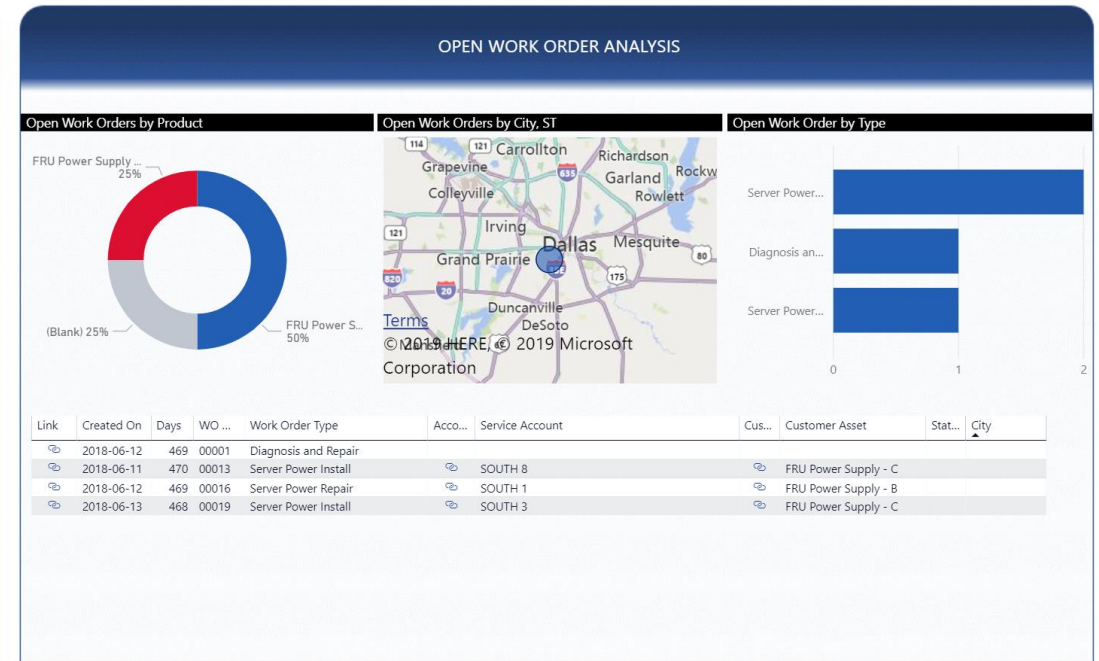 OPEN WORK ORDER ANALYSIS
Open Work Orders by Product
FRU Power Supply ...
25%
(Blank) 25%
FRU Power S...
50%
Open Work Orders by City, ST
114
121
Carrollton
Richardson
Grapevine
635
Garland
Rockw
Colleyville
Rowlett
121
Irving
Dallas
Mesquite
80
Grand Prairie
820
20
175
Duncanville
Terms
DeSoto
Mansfield
© 2019 HERE, © 2019 Microsoft
Corporation
Open Work Order by Type
Server Power...
Diagnosis an...
Server Power...
0 1 2
Link Created On Days WO ... Work Order Type Acco... Service Account Cus... Customer Asset Stat... City
2018-06-12 469 00001 Diagnosis and Repair
2018-06-11 470 00013 Server Power Install SOUTH 8 FRU Power Supply - C
2018-06-12 469 00016 Server Power Repair SOUTH 1 FRU Power Supply - B
2018-06-13 468 00019 Server Power Install SOUTH 3 FRU Power Supply - C